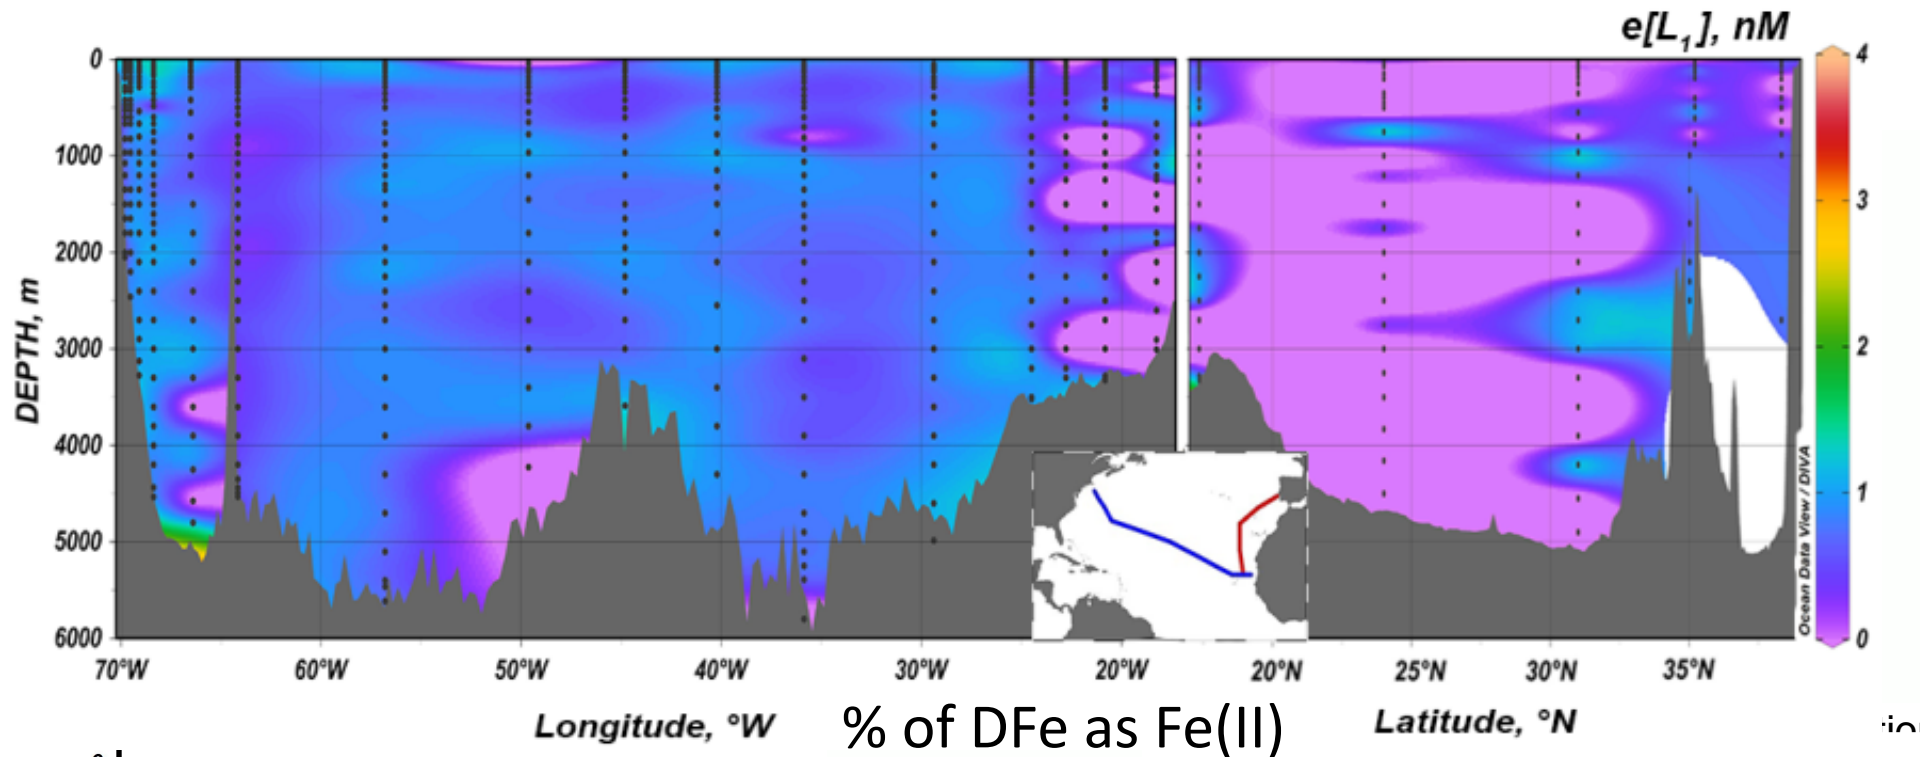 e[L1], nM
0
1000
2000
3000
4000
5000
6000
DEPTH, m
70°W 60°W 50°W 40°W 30°W 20°W
20°N 25°N 30°N 35°N
Longitude, °W
Latitude, °N
4
3
2
1
0
Ocean Data View / DIVA
% of DFe as Fe(II)